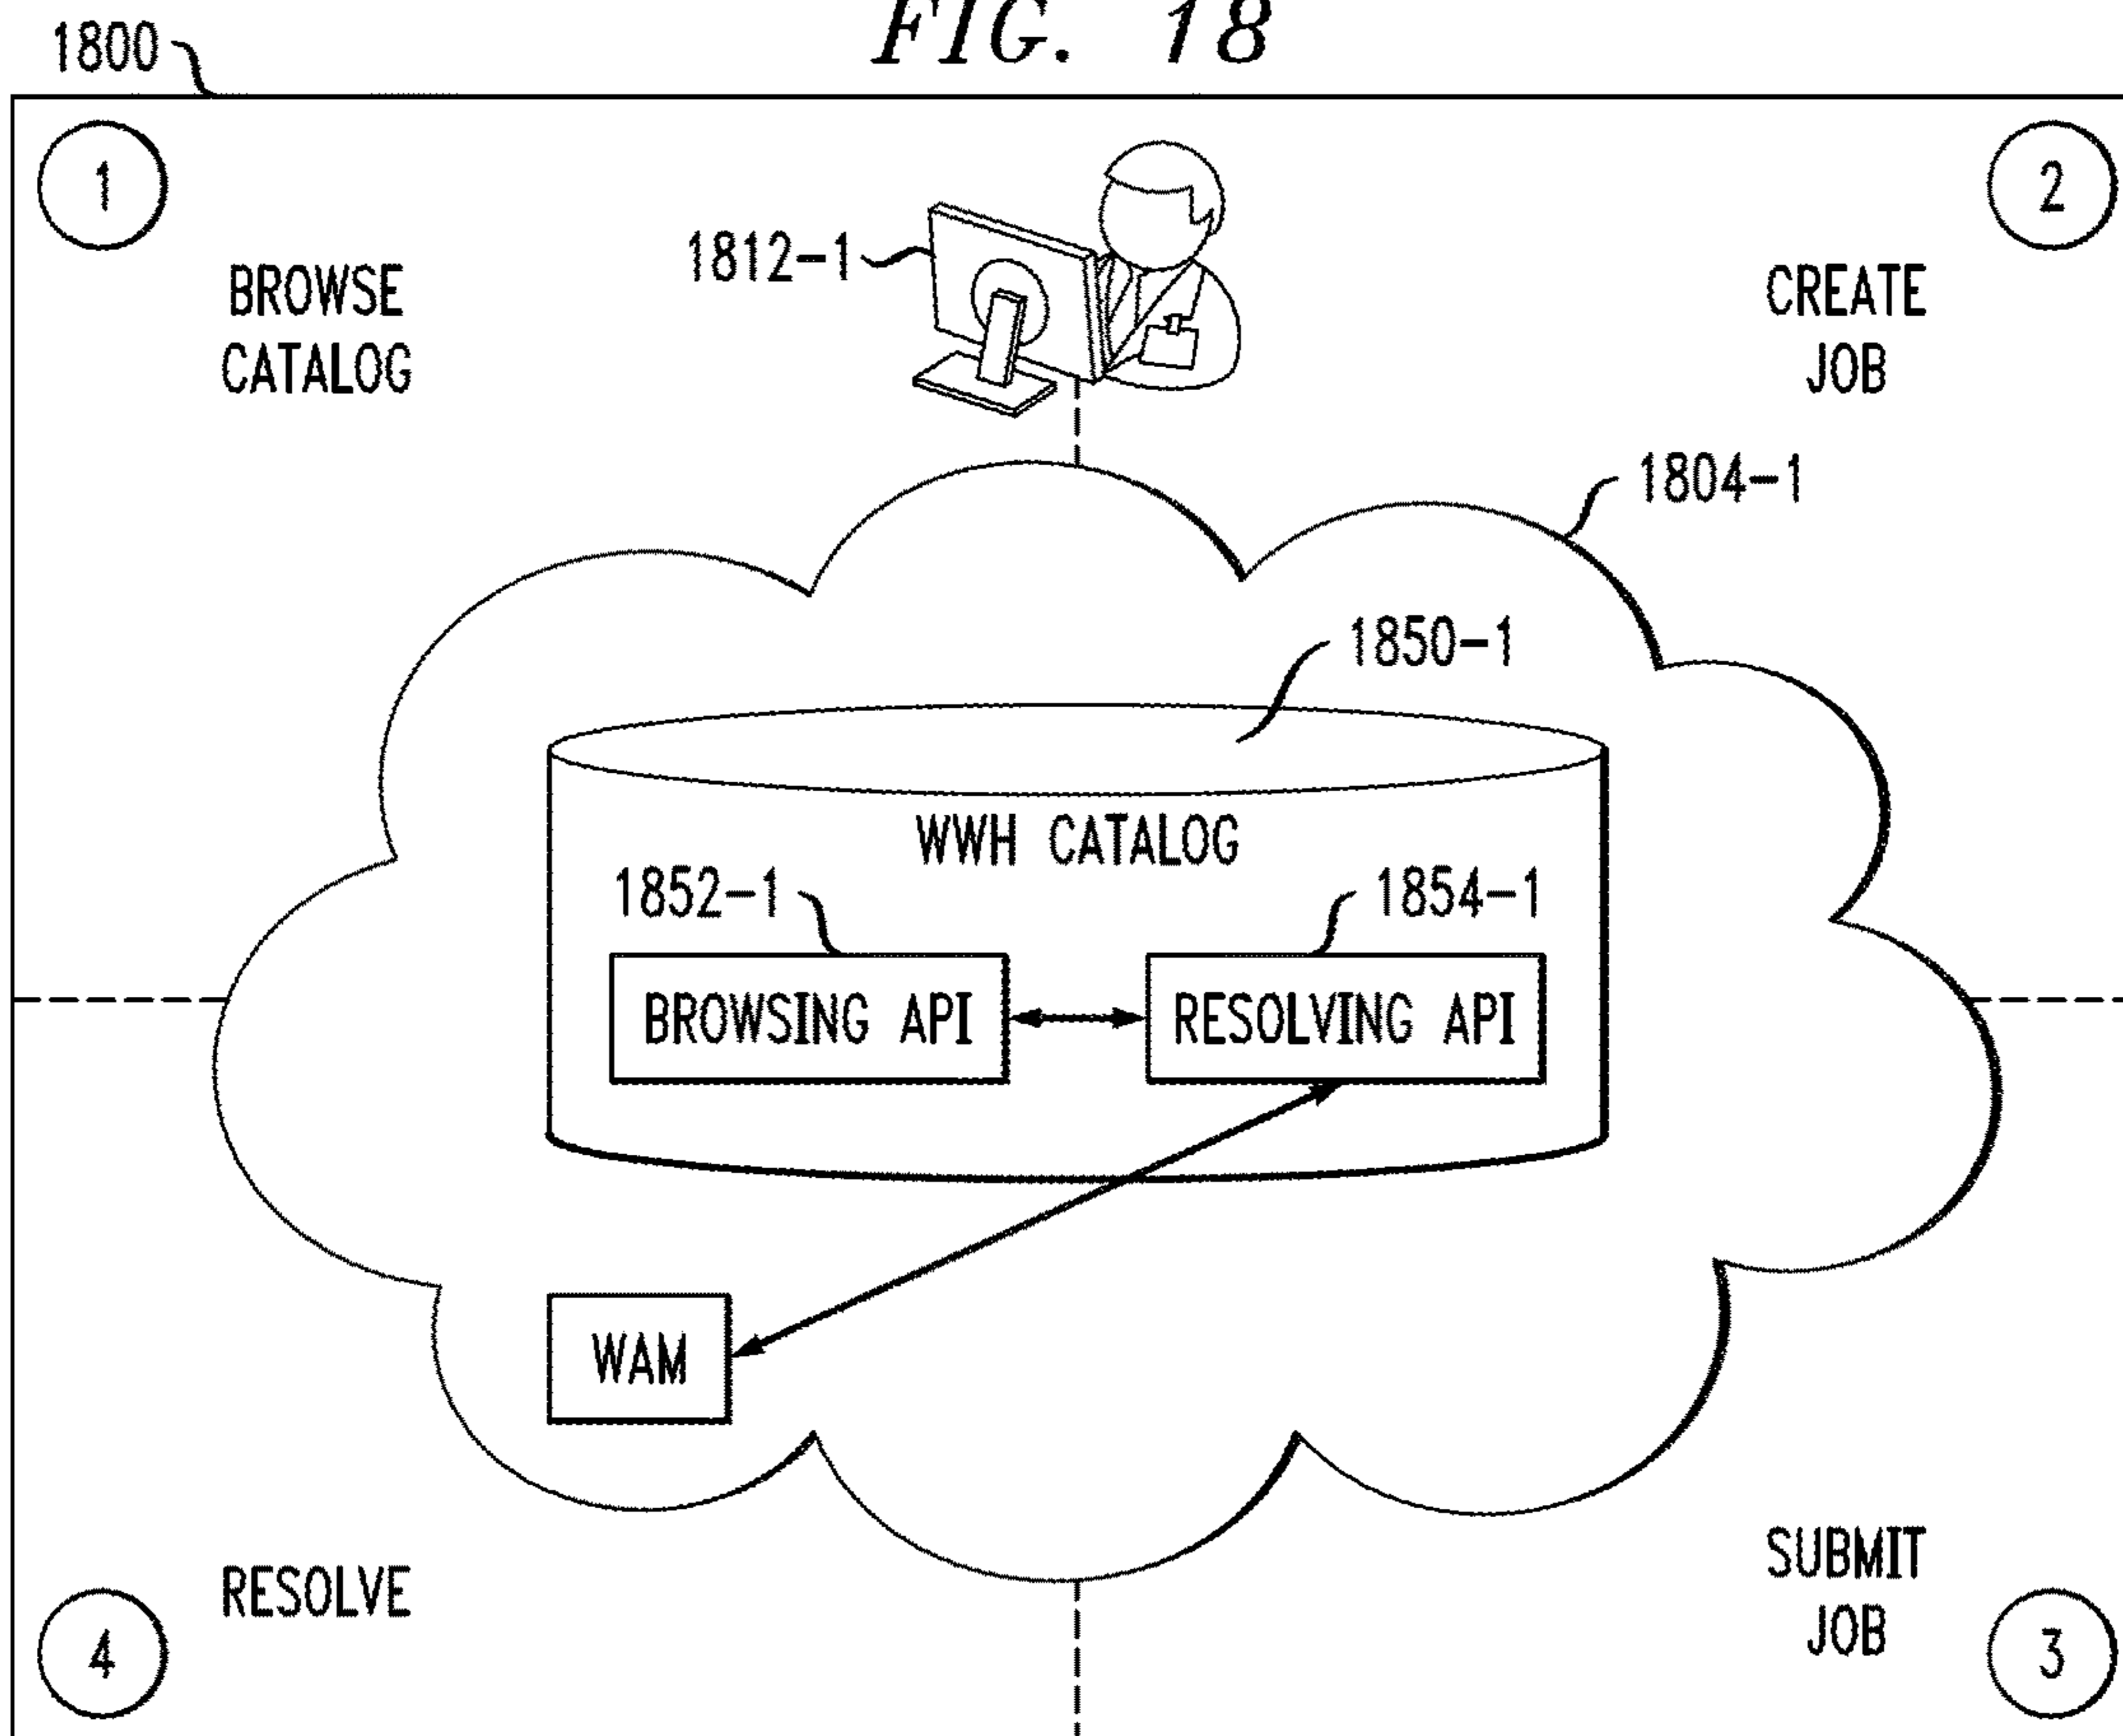 FIG. 18
1800
1
2
1812-1
BROWSE
CATALOG
CREATE
JOB
1804-1
1850-1
WWH CATALOG
1852-1
1854-1
BROWSING API
RESOLVING API
WAM
RESOLVE
4
SUBMIT
JOB
3